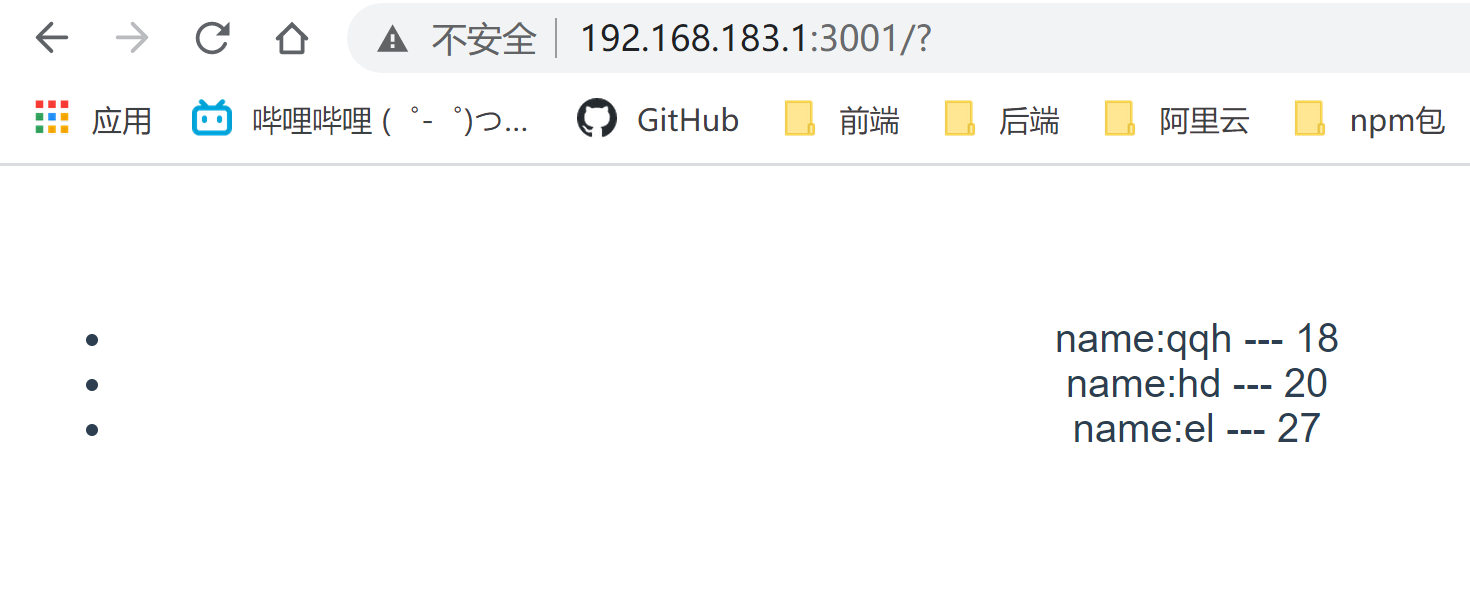 不安全 192.168.183.1:3001/?
应用 哔哩哔哩 (゜-゜)つ... GitHub 前端 后端 阿里云 npm包
• name:qqh --- 18
• name:hd --- 20
• name:el --- 27